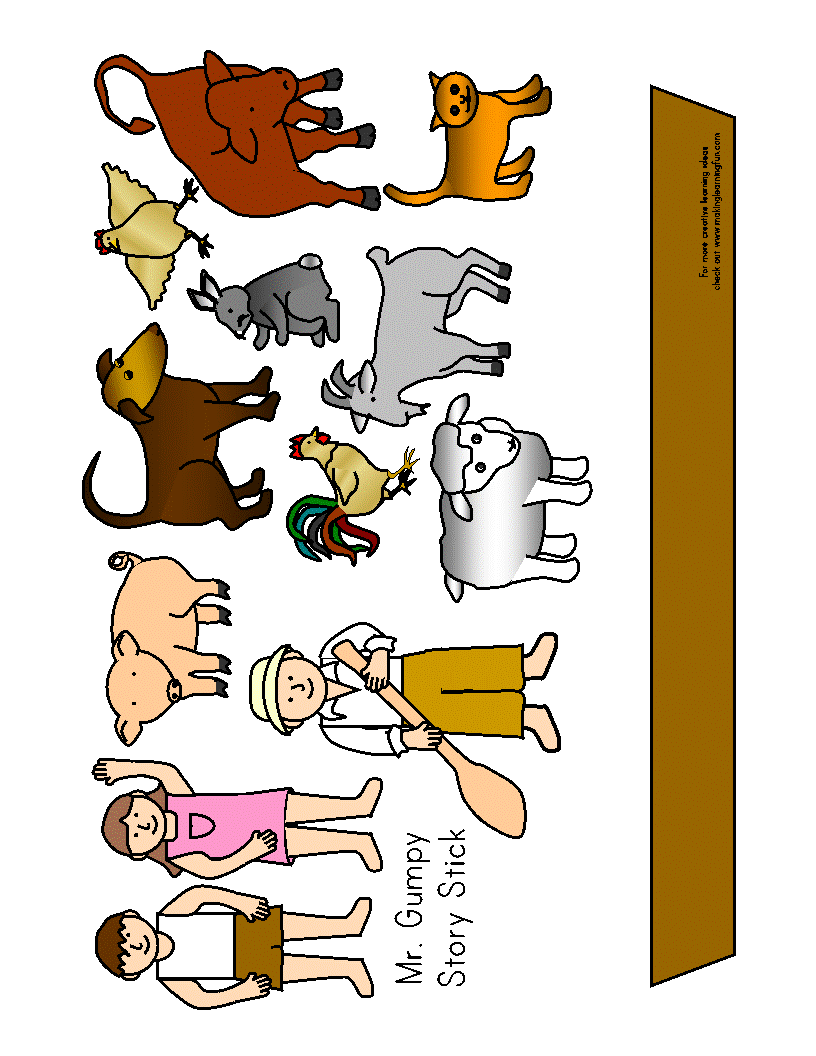 Mr. Gumpy
Story Stick
For more creative learning ideas
check out www.makinglearningfun.com